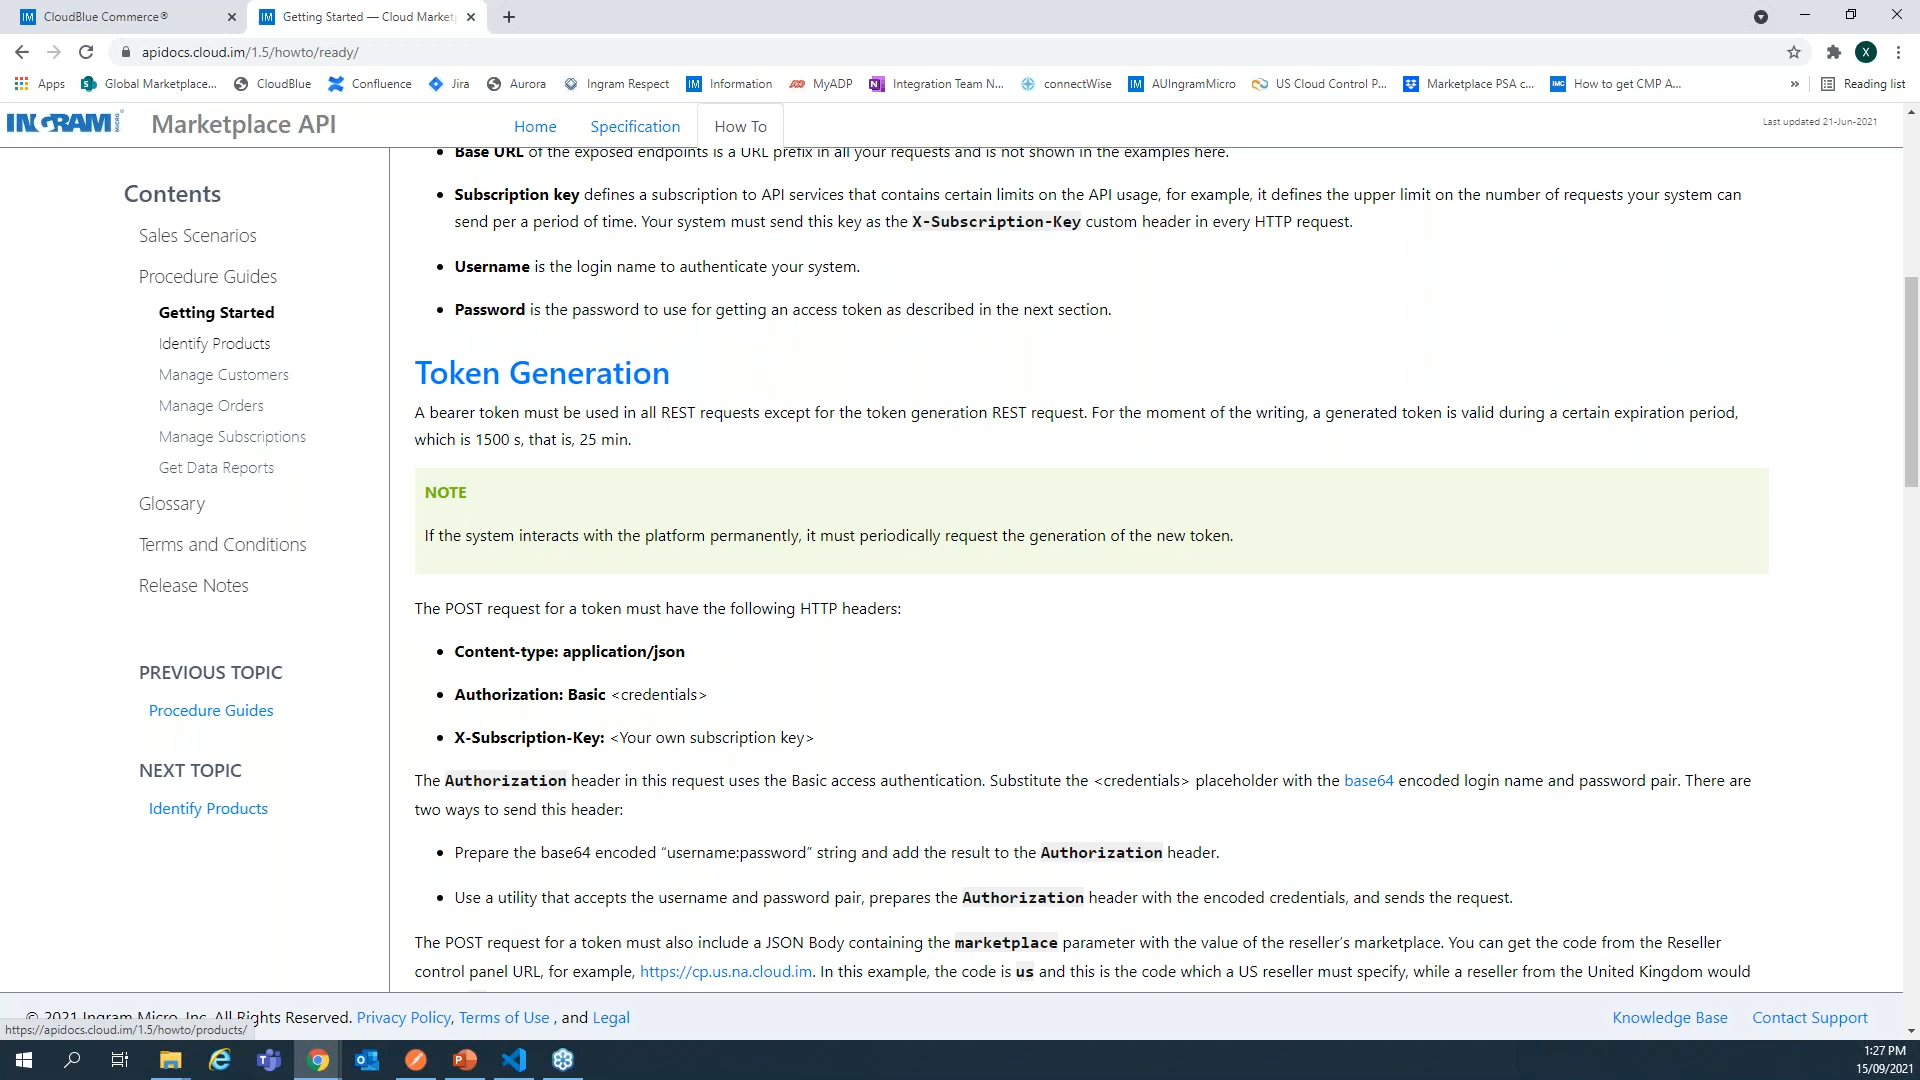 CloudBlue Commerce®
Getting Started — Cloud Market
apidocs.cloud.im/1.5/howto/ready/
X
Apps
Global Marketplace...
CloudBlue
Confluence
Jira
Aurora
Ingram Respect
Information
MyADP
Integration Team N...
connectWise
AUIngramMicro
US Cloud Control P...
Marketplace PSA c...
How to get CMP A...
»
Reading list
INGRAM MICRO
Marketplace API
Home
Specification
How To
Last updated 21-Jun-2021
Contents
Sales Scenarios
Procedure Guides
Getting Started
Identify Products
Manage Customers
Manage Orders
Manage Subscriptions
Get Data Reports
Glossary
Terms and Conditions
Release Notes
PREVIOUS TOPIC
Procedure Guides
NEXT TOPIC
Identify Products
• Base URL of the exposed endpoints is a URL prefix in all your requests and is not shown in the examples here.
• Subscription key defines a subscription to API services that contains certain limits on the API usage, for example, it defines the upper limit on the number of requests your system can
send per a period of time. Your system must send this key as the X-Subscription-Key custom header in every HTTP request.
• Username is the login name to authenticate your system.
• Password is the password to use for getting an access token as described in the next section.
Token Generation
A bearer token must be used in all REST requests except for the token generation REST request. For the moment of the writing, a generated token is valid during a certain expiration period,
which is 1500 s, that is, 25 min.
NOTE
If the system interacts with the platform permanently, it must periodically request the generation of the new token.
The POST request for a token must have the following HTTP headers:
• Content-type: application/json
• Authorization: Basic <credentials>
• X-Subscription-Key: <Your own subscription key>
The Authorization header in this request uses the Basic access authentication. Substitute the <credentials> placeholder with the base64 encoded login name and password pair. There are
two ways to send this header:
• Prepare the base64 encoded “username:password” string and add the result to the Authorization header.
• Use a utility that accepts the username and password pair, prepares the Authorization header with the encoded credentials, and sends the request.
The POST request for a token must also include a JSON Body containing the marketplace parameter with the value of the reseller’s marketplace. You can get the code from the Reseller
control panel URL, for example, https://cp.us.na.cloud.im. In this example, the code is us and this is the code which a US reseller must specify, while a reseller from the United Kingdom would
© 2021 Ingram Micro, Inc. All Rights Reserved. Privacy Policy, Terms of Use , and Legal
Knowledge Base
Contact Support
https://apidocs.cloud.im/1.5/howto/products/
1:27 PM
15/09/2021